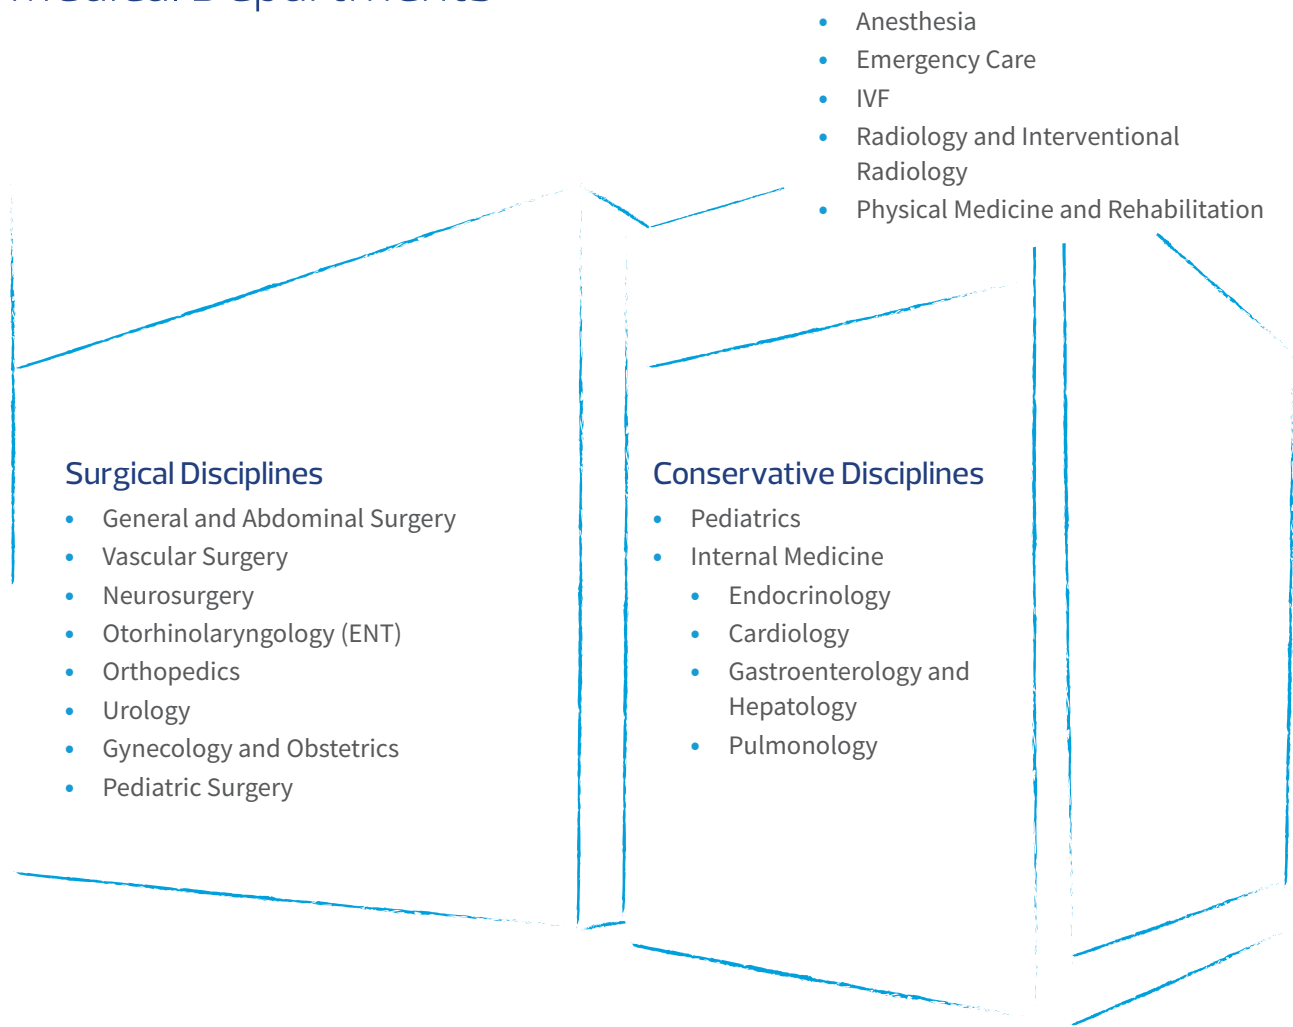 Medical Departments
• Anesthesia
• Emergency Care
• IVF
• Radiology and Interventional
Radiology
• Physical Medicine and Rehabilitation
Surgical Disciplines
• General and Abdominal Surgery
• Vascular Surgery
• Neurosurgery
• Otorhinolaryngology (ENT)
• Orthopedics
• Urology
• Gynecology and Obstetrics
• Pediatric Surgery
Conservative Disciplines
• Pediatrics
• Internal Medicine
• Endocrinology
• Cardiology
• Gastroenterology and
Hepatology
• Pulmonology